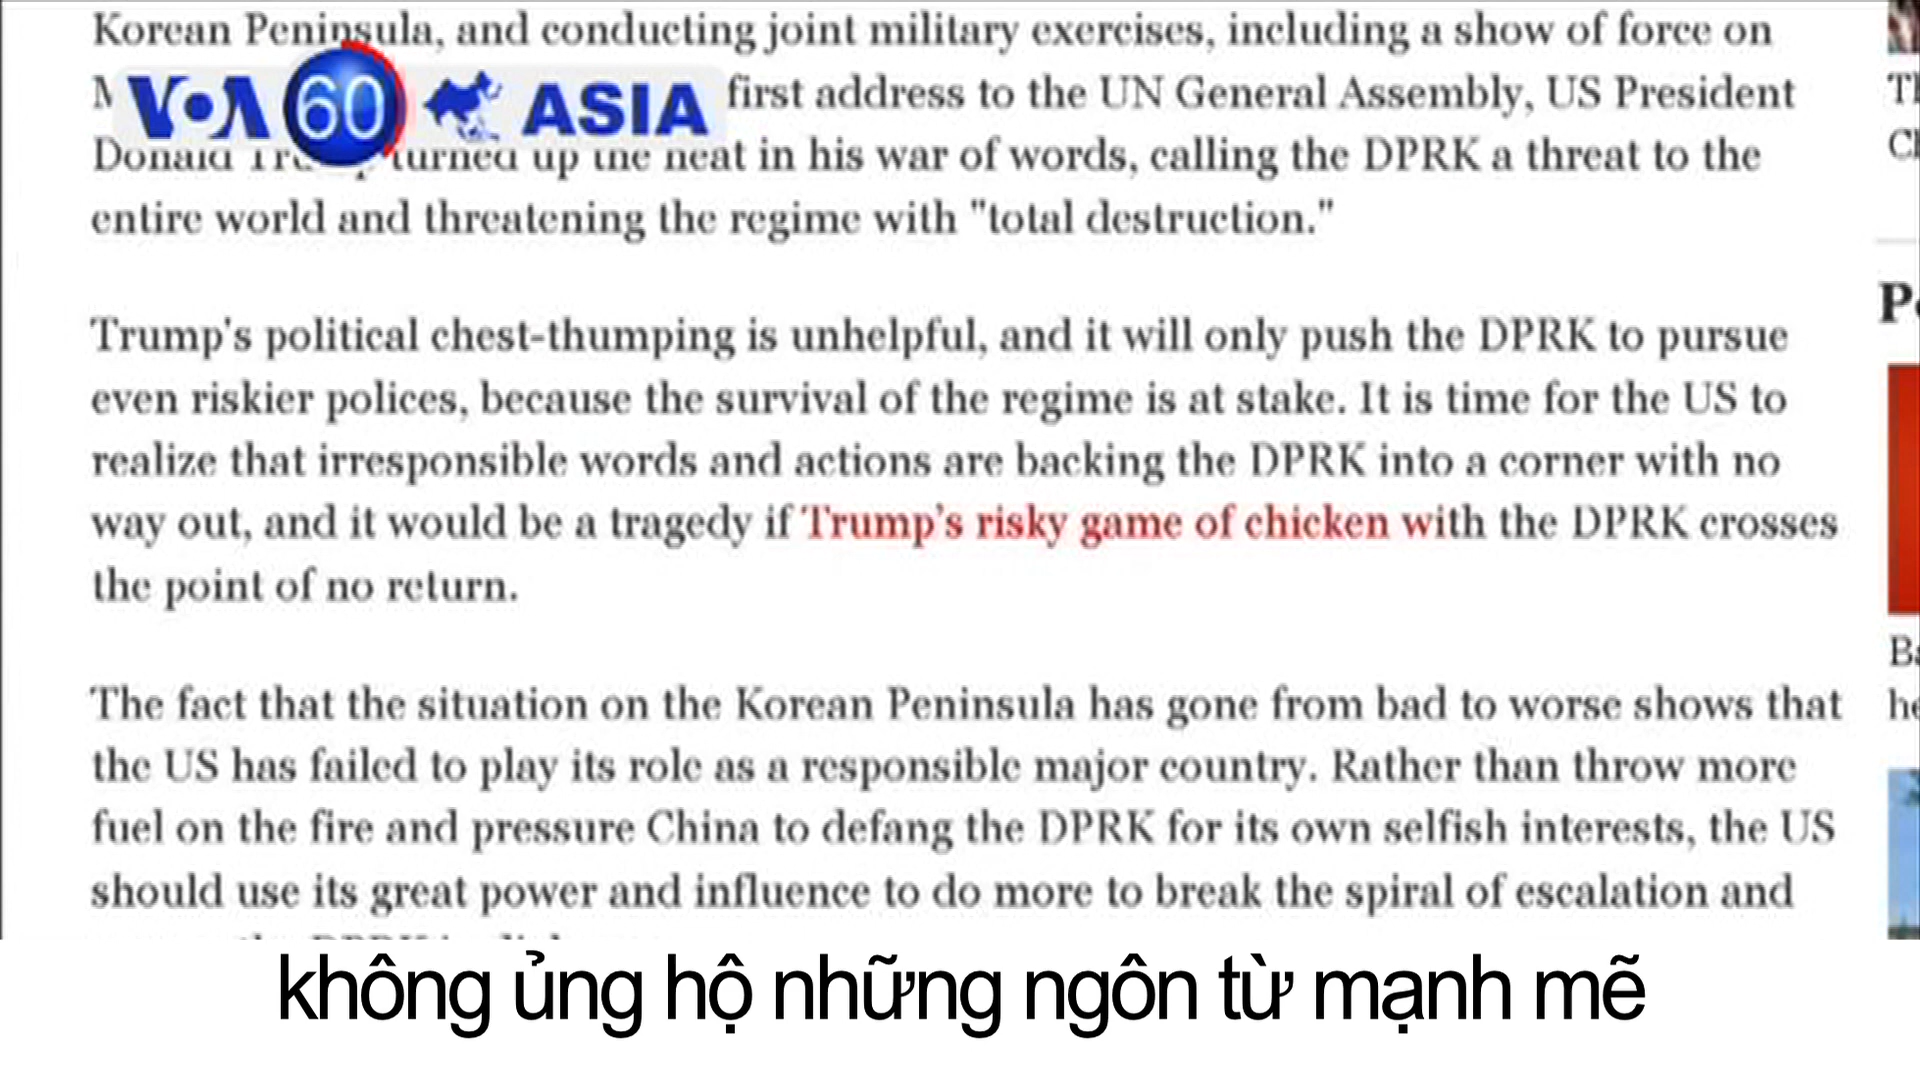 Korean Peninsula, and conducting joint military exercises, including a show of force on
first address to the UN General Assembly, US President
VOA 60 ASIA
Donald turned up the heat in his war of words, calling the DPRK a threat to the
entire world and threatening the regime with "total destruction."
Trump's political chest-thumping is unhelpful, and it will only push the DPRK to pursue
even riskier polices, because the survival of the regime is at stake. It is time for the US to
realize that irresponsible words and actions are backing the DPRK into a corner with no
way out, and it would be a tragedy if Trump's risky game of chicken with the DPRK crosses
the point of no return.
The fact that the situation on the Korean Peninsula has gone from bad to worse shows that
the US has failed to play its role as a responsible major country. Rather than throw more
fuel on the fire and pressure China to defang the DPRK for its own selfish interests, the US
should use its great power and influence to do more to break the spiral of escalation and
không ủng hộ những ngôn từ mạnh mẽ